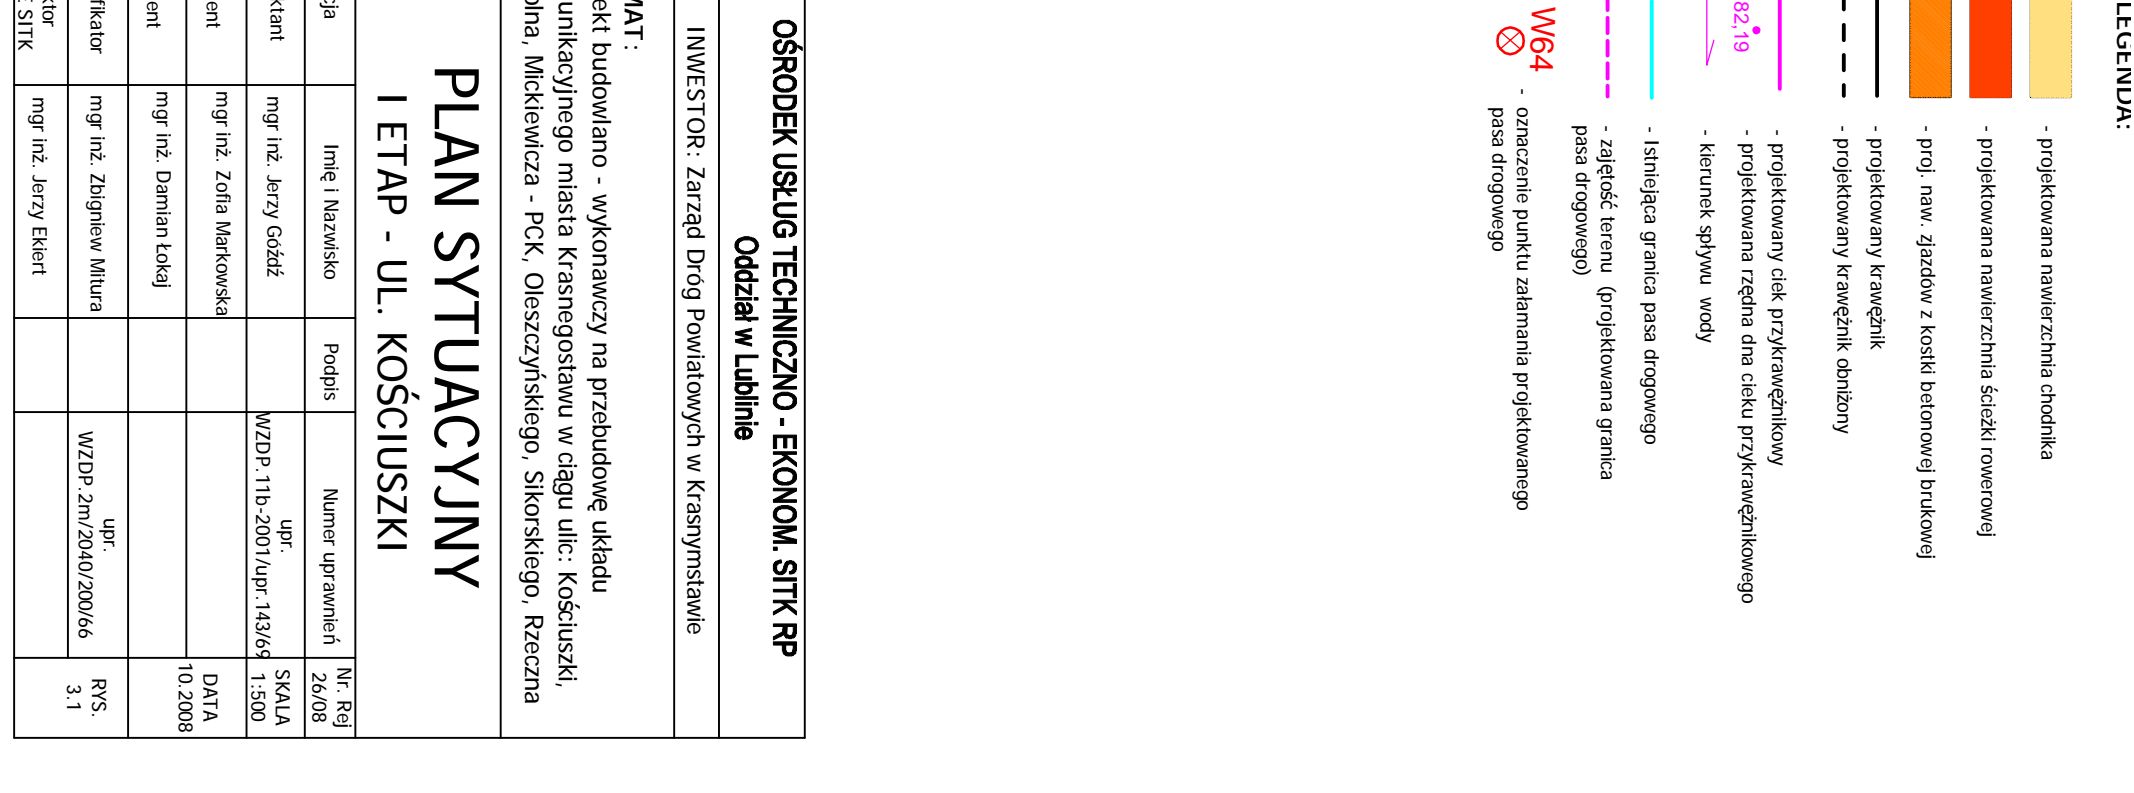 LEGENDA:
- projektowana nawierzchnia chodnika
- projektowana nawierzchnia ścieżki rowerowej
- proj. naw. zjazdów z kostki betonowej brukowej
- projektowany krawężnik
- projektowany krawężnik obniżony
- projektowany ciek przykrawężnikowy
82,19 - projektowana rzędna dna cieku przykrawężnikowego
- kierunek spływu wody
- Istniejąca granica pasa drogowego
- zajętość terenu (projektowana granica
pasa drogowego)
W64 - oznaczenie punktu załamania projektowanego
pasa drogowego
OŚRODEK USŁUG TECHNICZNO - EKONOM. SITK RP
Oddział w Lublinie
INWESTOR: Zarząd Dróg Powiatowych w Krasnymstawie
MAT:
ekt budowlano - wykonawczy na przebudowę układu
unikacyjnego miasta Krasnegostawu w ciągu ulic: Kościuszki,
olna, Mickiewicza - PCK, Oleszczyńskiego, Sikorskiego, Rzeczna
PLAN SYTUACYJNY
I ETAP - UL. KOŚCIUSZKI
cja Imię i Nazwisko Podpis Numer uprawnień Nr. Rej
26/08
ktant mgr inż. Jerzy Góźdź upr.
WZDP.11b-2001/upr.143/69 SKALA
1:500
ent mgr inż. Zofia Markowska DATA
10.2008
ent mgr inż. Damian Łokaj
fikator mgr inż. Zbigniew Mitura upr.
WZDP.2m/2040/200/66 RYS.
3.1
ktor
E SITK mgr inż. Jerzy Ekiert